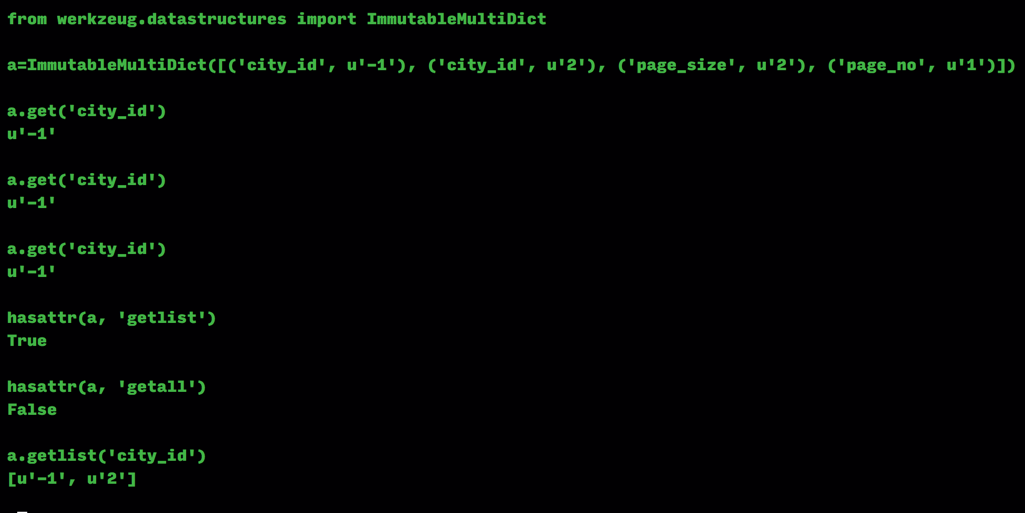 from werkzeug.datastructures import ImmutableMultiDict
a=ImmutableMultiDict([('city_id', u'-1'), ('city_id', u'2'), ('page_size', u'2'), ('page_no', u'1')])
a.get('city_id')
u'-1'
a.get('city_id')
u'-1'
a.get('city_id')
u'-1'
hasattr(a, 'getlist')
True
hasattr(a, 'getall')
False
a.getlist('city_id')
[u'-1', u'2']